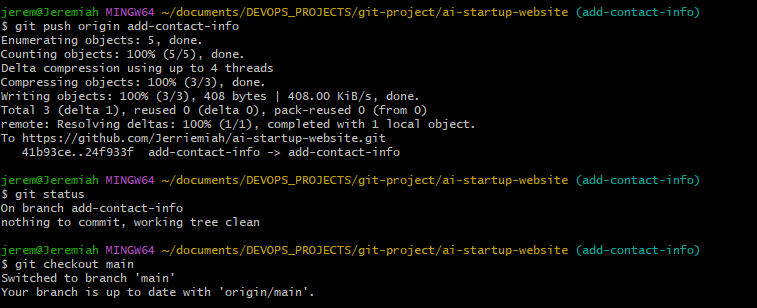 jerem@Jeremiah MINGW64 ~/documents/DEVOPS_PROJECTS/git-project/ai-startup-website (add-contact-info)
$ git push origin add-contact-info
Enumerating objects: 5, done.
Counting objects: 100% (5/5), done.
Delta compression using up to 4 threads
Compressing objects: 100% (3/3), done.
Writing objects: 100% (3/3), 408 bytes | 408.00 KiB/s, done.
Total 3 (delta 1), reused 0 (delta 0), pack-reused 0 (from 0)
remote: Resolving deltas: 100% (1/1), completed with 1 local object.
To https://github.com/Jerriemiah/ai-startup-website.git
   41b93ce..24f933f  add-contact-info -> add-contact-info
jerem@Jeremiah MINGW64 ~/documents/DEVOPS_PROJECTS/git-project/ai-startup-website (add-contact-info)
$ git status
On branch add-contact-info
nothing to commit, working tree clean
jerem@Jeremiah MINGW64 ~/documents/DEVOPS_PROJECTS/git-project/ai-startup-website (add-contact-info)
$ git checkout main
Switched to branch 'main'
Your branch is up to date with 'origin/main'.